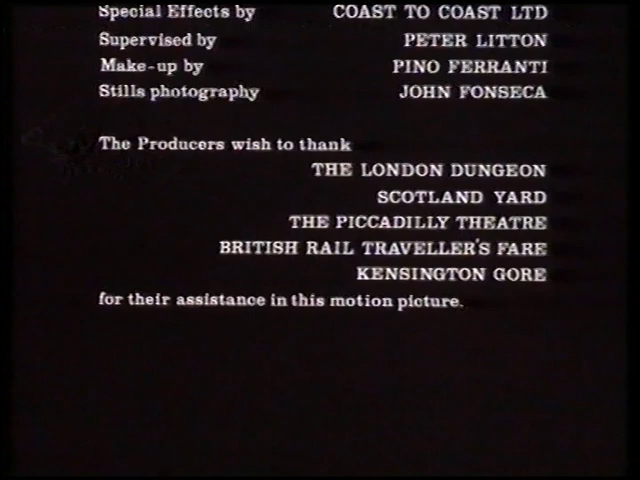 Special Effects by COAST TO COAST LTD
Supervised by PETER LITTON
Make-up by PINO FERRANTI
Stills photography JOHN FONSECA
The Producers wish to thank
THE LONDON DUNGEON
SCOTLAND YARD
THE PICCADILLY THEATRE
BRITISH RAIL TRAVELLER'S FARE
KENSINGTON GORE
for their assistance in this motion picture.